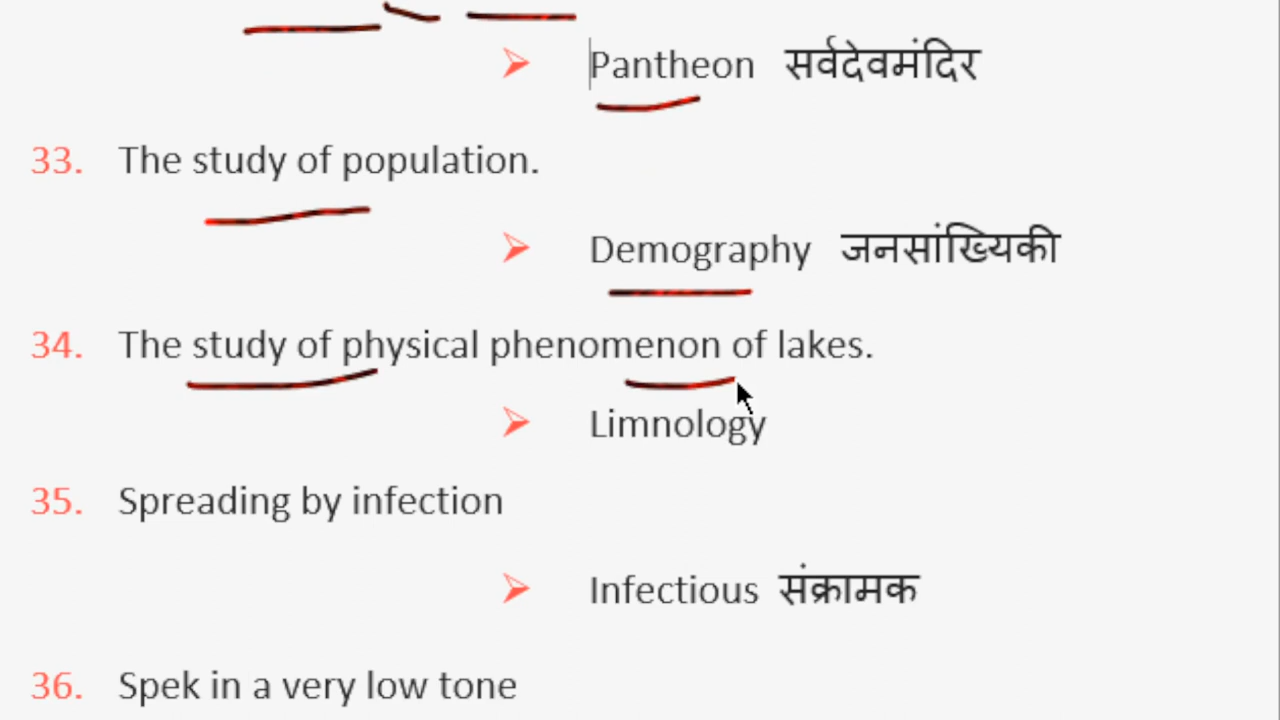 ➢ Pantheon सर्वदेवमंदिर
33. The study of population.
➢ Demography जनसांख्यिकी
34. The study of physical phenomenon of lakes.
➢ Limnology
35. Spreading by infection
➢ Infectious संक्रामक
36. Spek in a very low tone